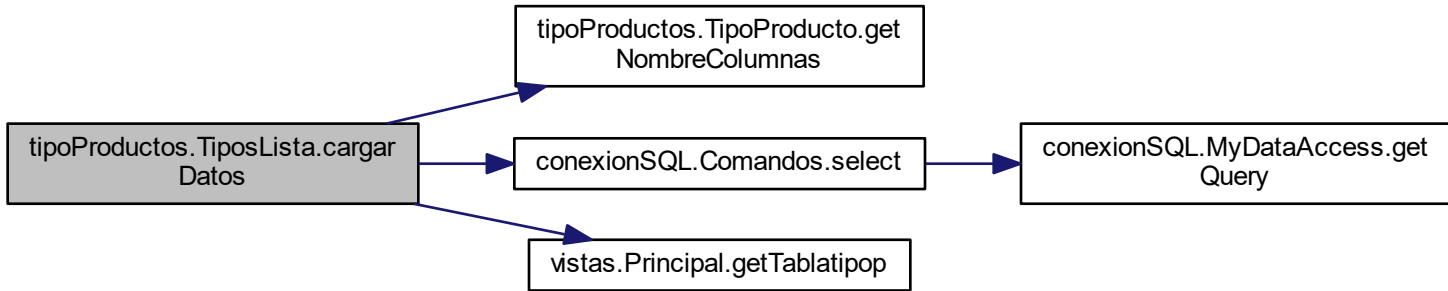 tipoProductos.TipoProducto.get
NombreColumnas
tipoProductos.TiposLista.cargar
Datos
conexionSQL.Comandos.select
conexionSQL.MyDataAccess.get
Query
vistas.Principal.getTablatipop